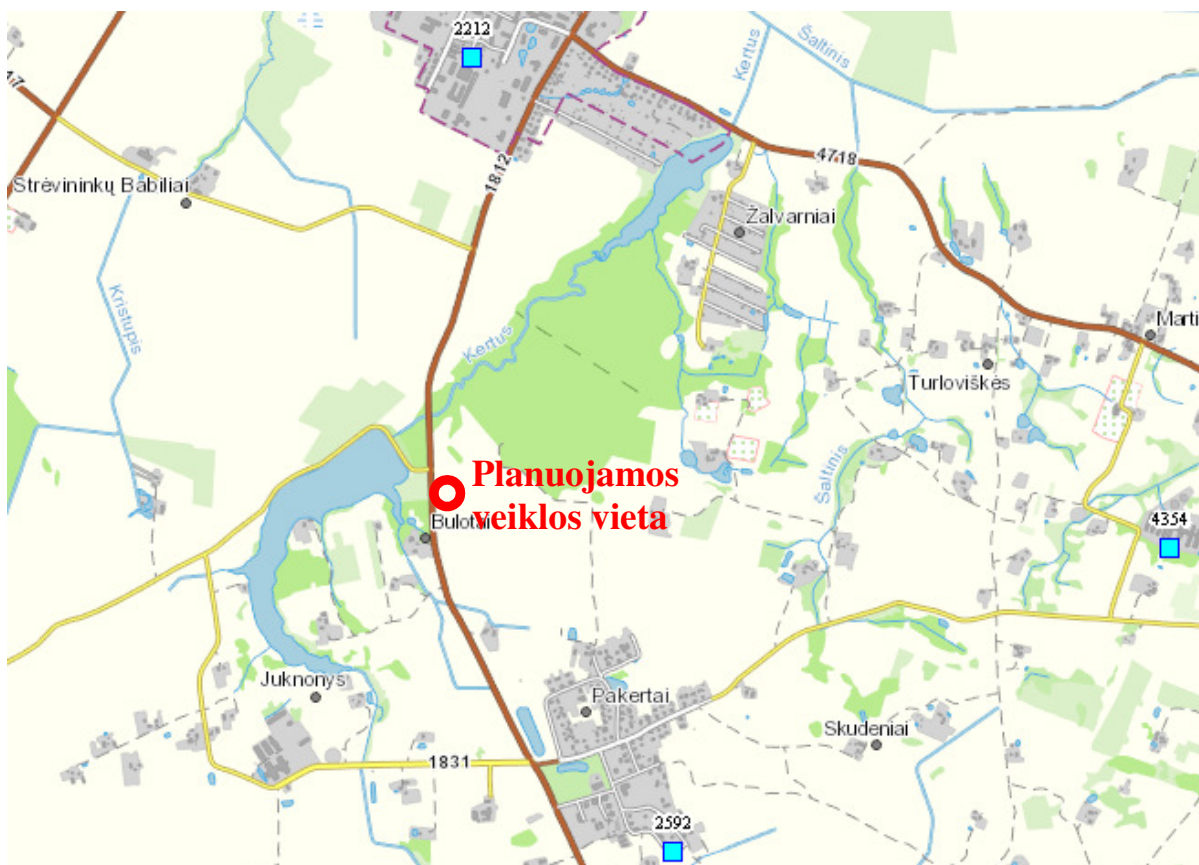 2212
Kertus
Šaltinis
1812
4718
Strėvininkų Babiliai
Žalvarniai
Kristupis
Kertus
Marti
Turloviškės
Šaltinis
Planuojamos
veiklos vieta
Bulotai
4354
Juknonys
Pakertai
Skudeniai
1831
2592